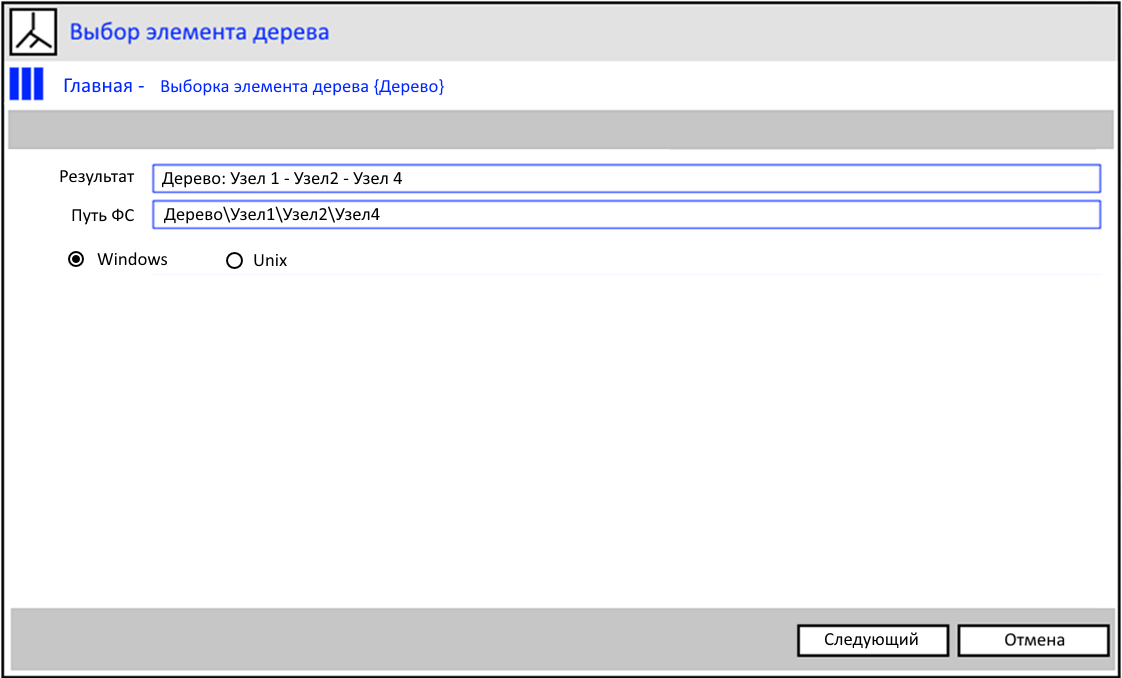 Выбор элемента дерева
Главная - Выборка элемента дерева {Дерево}
Результат Дерево: Узел 1 - Узел2 - Узел 4
Путь ФС Дерево\Узел1\Узел2\Узел4
Windows Unix
Следующий Отмена